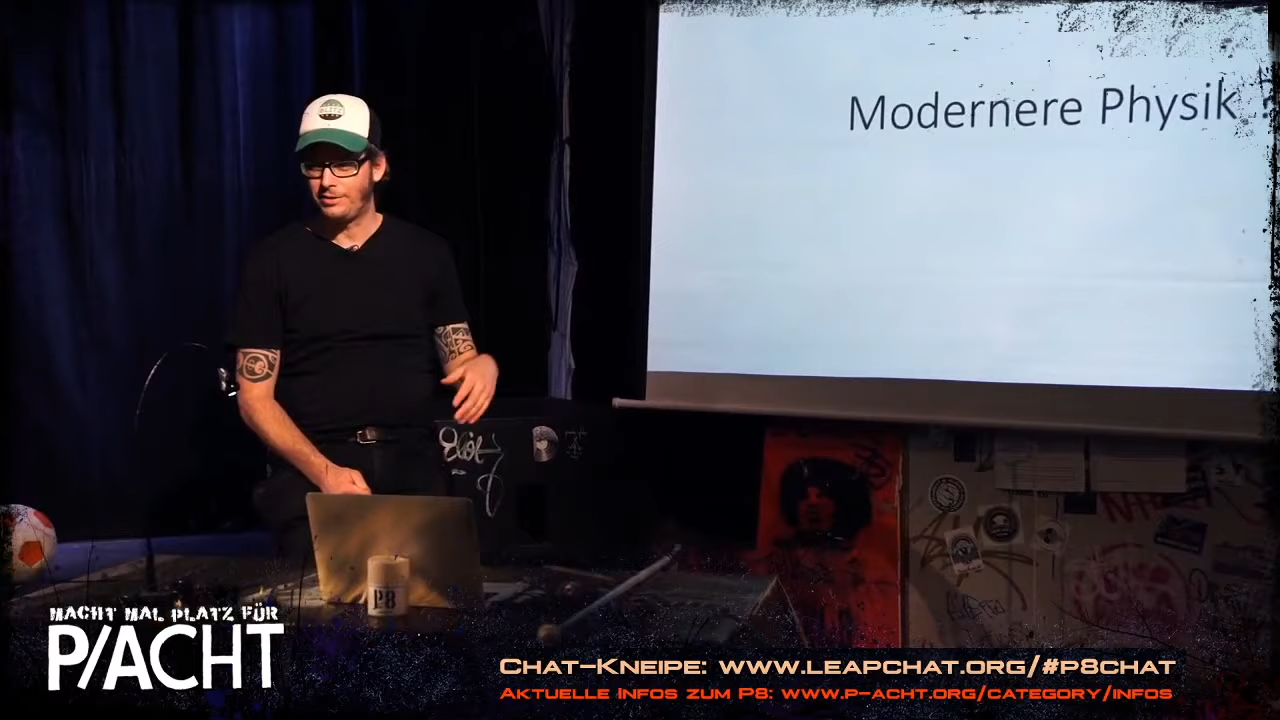 Modernere Physik
P8
MACHT MAL PLATZ FÜR
P/ACHT
CHAT-KNEIPE: WWW.LEAPCHAT.ORG/#P8CHAT
AKTUELLE INFOS ZUM P8: WWW.P-ACHT.ORG/CATEGORY/INFOS